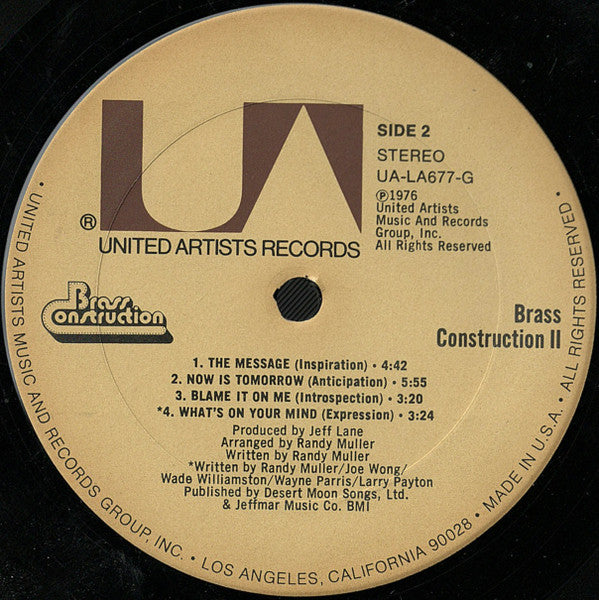 UA
®
UNITED ARTISTS RECORDS
SIDE 2
STEREO
UA-LA677-G
Ⓟ1976
United Artists
Music And Records
Group, Inc.
All Rights Reserved
Brass
Construction
Brass
Construction II
1. THE MESSAGE (Inspiration) • 4:42
2. NOW IS TOMORROW (Anticipation) • 5:55
3. BLAME IT ON ME (Introspection) • 3:20
*4. WHAT'S ON YOUR MIND (Expression) • 3:24
Produced by Jeff Lane
Arranged by Randy Muller
Written by Randy Muller
*Written by Randy Muller/Joe Wong/
Wade Williamston/Wayne Parris/Larry Payton
Published by Desert Moon Songs, Ltd.
& Jeffmar Music Co. BMI
• UNITED ARTISTS MUSIC AND RECORDS GROUP, INC. • LOS ANGELES, CALIFORNIA 90028 • MADE IN U.S.A. • ALL RIGHTS RESERVED •